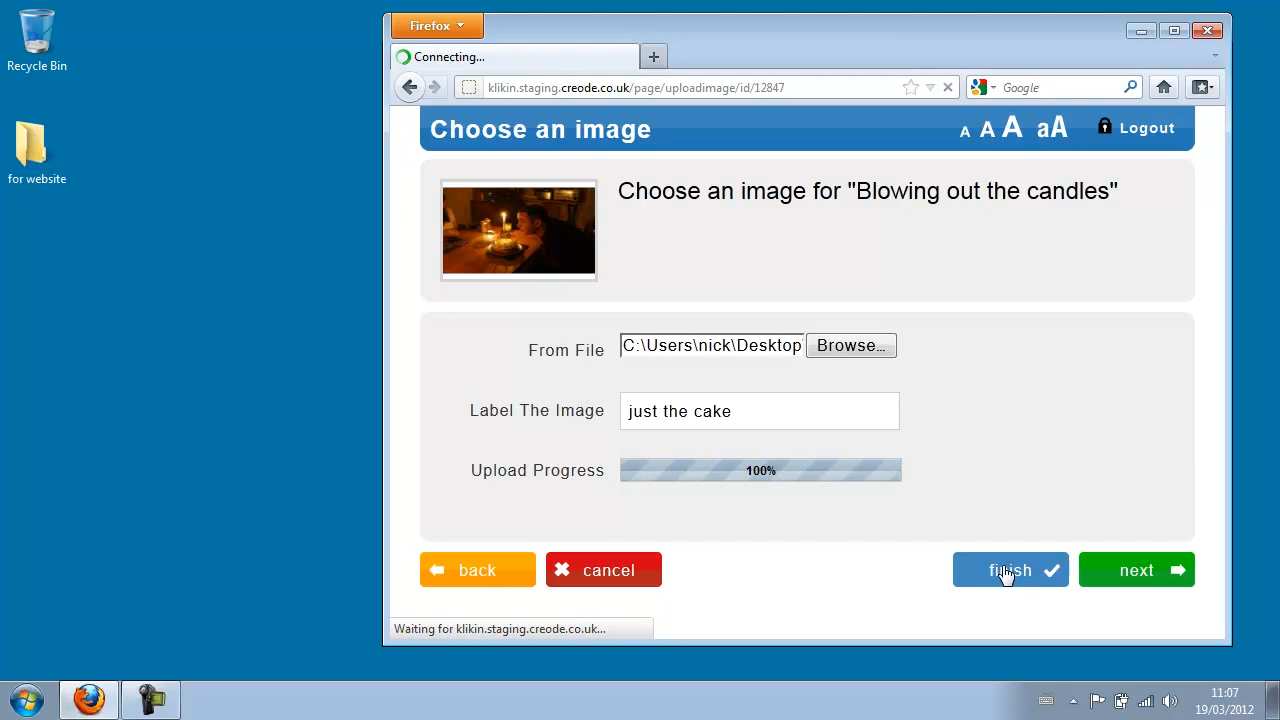 Recycle Bin
for website
Firefox
Connecting...
klikin.staging.creode.co.uk/page/uploadimage/id/12847
Google
Choose an image
A A A aA Logout
Choose an image for "Blowing out the candles"
From File C:\Users\nick\Desktop Browse...
Label The Image just the cake
Upload Progress 100%
back cancel finish next
Waiting for klikin.staging.creode.co.uk...
11:07
19/03/2012